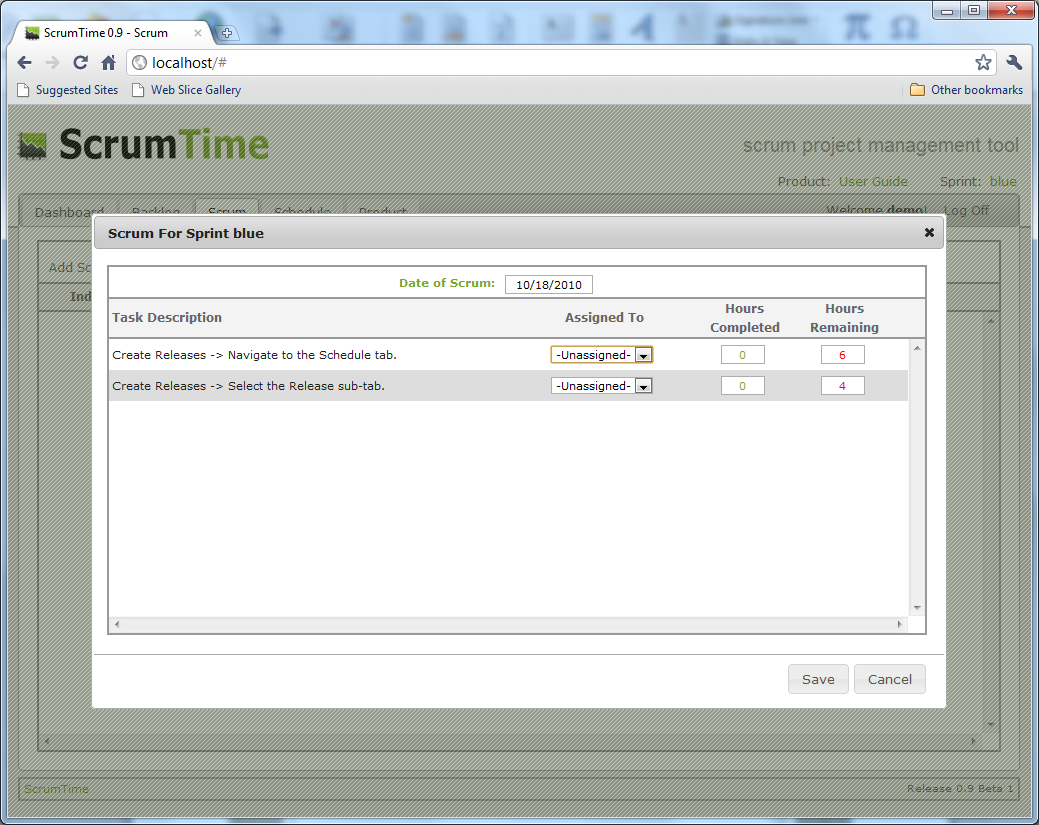 ScrumTime 0.9 - Scrum
localhost/#
Suggested Sites Web Slice Gallery Other bookmarks
ScrumTime
scrum project management tool
Product: User Guide Sprint: blue
Dashboard Backlog Scrum Schedule Product Welcome demo! Log Off
Scrum For Sprint blue
Add Sc
Date of Scrum: 10/18/2010
Ind
Task Description Assigned To Hours Completed Hours Remaining
Create Releases -> Navigate to the Schedule tab. -Unassigned- 0 6
Create Releases -> Select the Release sub-tab. -Unassigned- 0 4
Save Cancel
ScrumTime Release 0.9 Beta 1